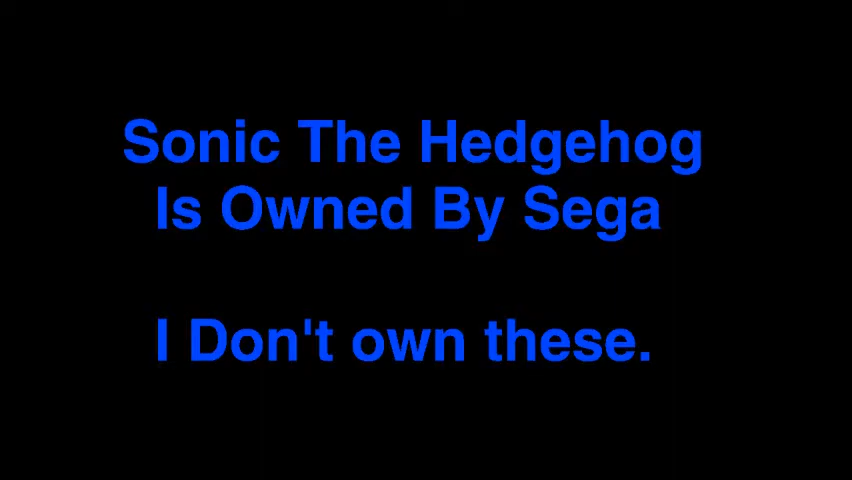 Sonic The Hedgehog
Is Owned By Sega
I Don't own these.